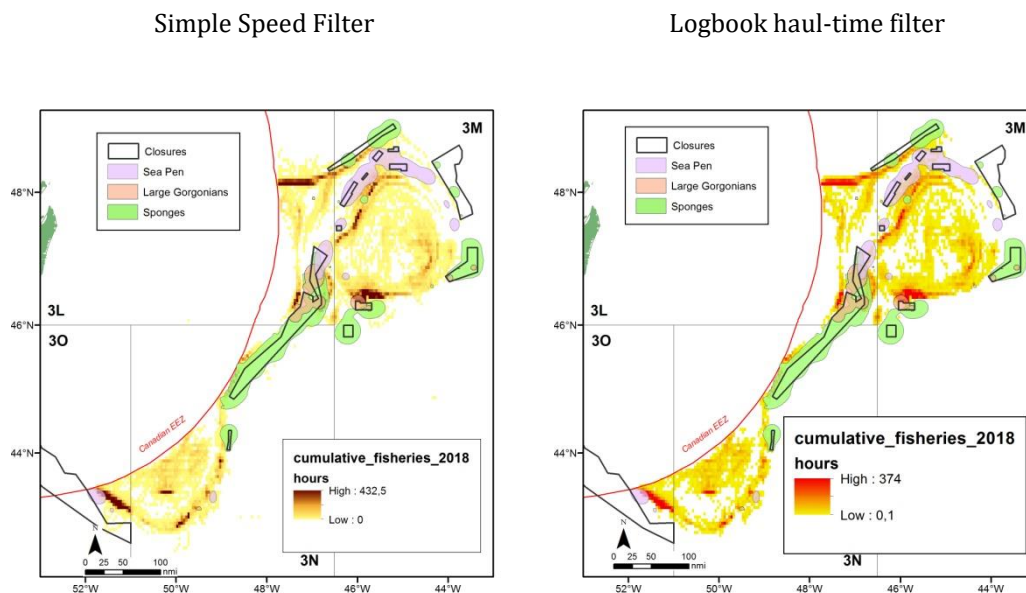 Simple Speed Filter
Logbook haul-time filter
3M
Closures
Sea Pen
Large Gorgonians
Sponges
48°N
3L
46°N
3O
Canadian EEZ
44°N
cumulative_fisheries_2018
hours
High : 432,5
Low : 0
N
0 25 50 100
nmi
3N
52°W 50°W 48°W 46°W 44°W
3M
Closures
Sea Pen
Large Gorgonians
Sponges
48°N
3L
46°N
3O
Canadian EEZ
44°N
cumulative_fisheries_2018
hours
High : 374
Low : 0,1
N
0 25 50 100
nmi
3N
52°W 50°W 48°W 46°W 44°W